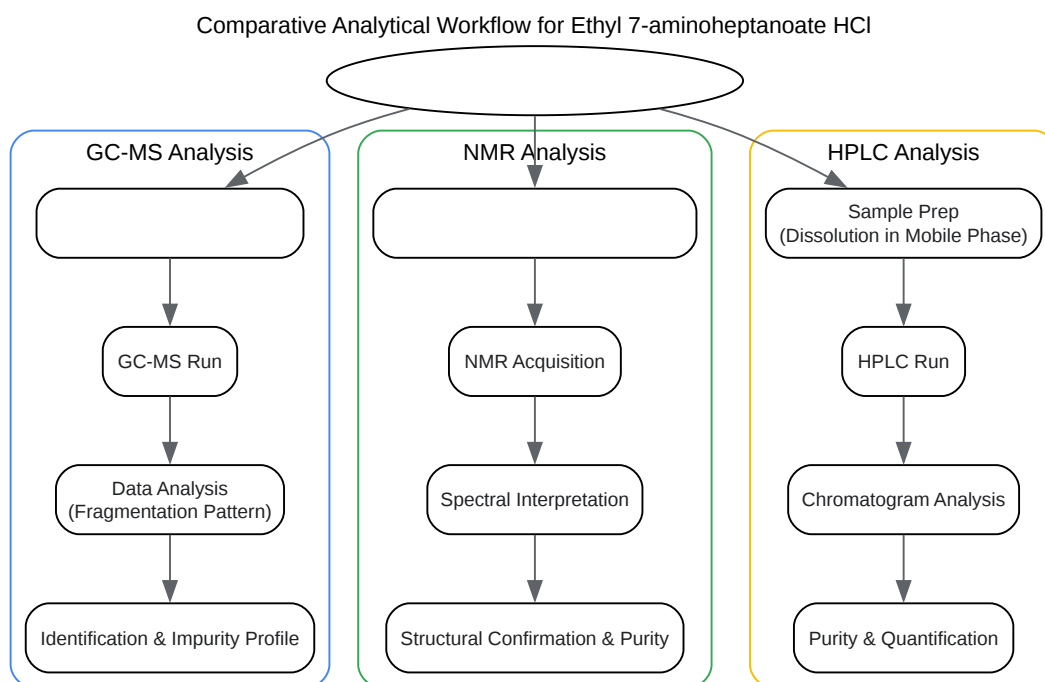 Comparative Analytical Workflow for Ethyl 7-aminoheptanoate HCl
GC-MS Analysis
GC-MS Run
Data Analysis
(Fragmentation Pattern)
Identification & Impurity Profile
NMR Analysis
NMR Acquisition
Spectral Interpretation
Structural Confirmation & Purity
HPLC Analysis
Sample Prep
(Dissolution in Mobile Phase)
HPLC Run
Chromatogram Analysis
Purity & Quantification